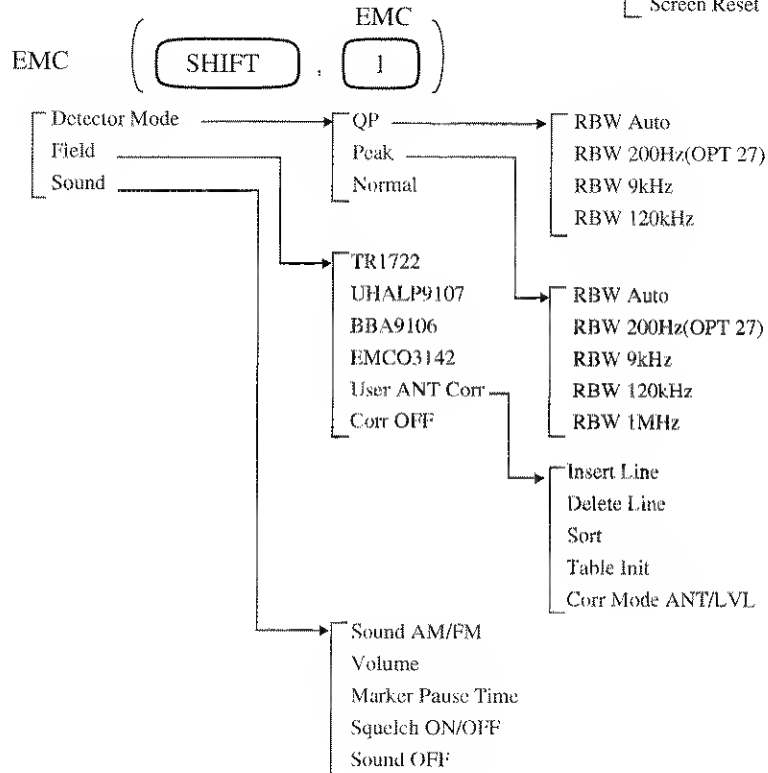 Screen Reset
EMC
EMC ( SHIFT , 1 )
Detector Mode
Field
Sound
QP
Peak
Normal
RBW Auto
RBW 200Hz(OPT 27)
RBW 9kHz
RBW 120kHz
TR1722
UHALP9107
BBA9106
EMCO3142
User ANT Corr
Corr OFF
RBW Auto
RBW 200Hz(OPT 27)
RBW 9kHz
RBW 120kHz
RBW 1MHz
Insert Line
Delete Line
Sort
Table Init
Corr Mode ANT/LVL
Sound AM/FM
Volume
Marker Pause Time
Squelch ON/OFF
Sound OFF